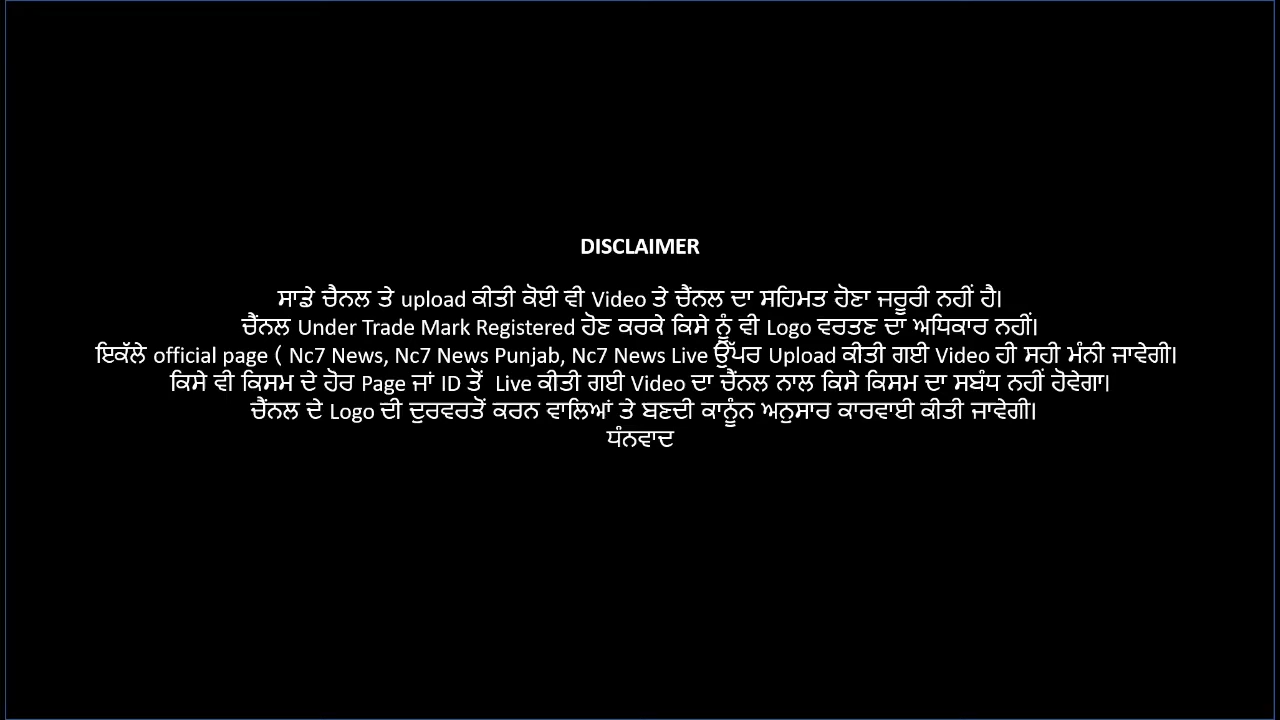 DISCLAIMER
ਸਾਡੇ ਚੈਨਲ ਤੇ upload ਕੀਤੀ ਕੋਈ ਵੀ Video ਤੇ ਚੈੱਨਲ ਦਾ ਸਹਿਮਤ ਹੋਣਾ ਜਰੂਰੀ ਨਹੀਂ ਹੈ।
ਚੈੱਨਲ Under Trade Mark Registered ਹੋਣ ਕਰਕੇ ਕਿਸੇ ਨੂੰ ਵੀ Logo ਵਰਤਣ ਦਾ ਅਧਿਕਾਰ ਨਹੀਂ।
ਇਕੱਲੇ official page ( Nc7 News, Nc7 News Punjab, Nc7 News Live ਉੱਪਰ Upload ਕੀਤੀ ਗਈ Video ਹੀ ਸਹੀ ਮੰਨੀ ਜਾਵੇਗੀ।
ਕਿਸੇ ਵੀ ਕਿਸਮ ਦੇ ਹੋਰ Page ਜਾਂ ID ਤੋਂ Live ਕੀਤੀ ਗਈ Video ਦਾ ਚੈੱਨਲ ਨਾਲ ਕਿਸੇ ਕਿਸਮ ਦਾ ਸਬੰਧ ਨਹੀਂ ਹੋਵੇਗਾ।
ਚੈੱਨਲ ਦੇ Logo ਦੀ ਦੁਰਵਰਤੋਂ ਕਰਨ ਵਾਲਿਆਂ ਤੇ ਬਣਦੀ ਕਾਨੂੰਨ ਅਨੁਸਾਰ ਕਾਰਵਾਈ ਕੀਤੀ ਜਾਵੇਗੀ।
ਧੰਨਵਾਦ